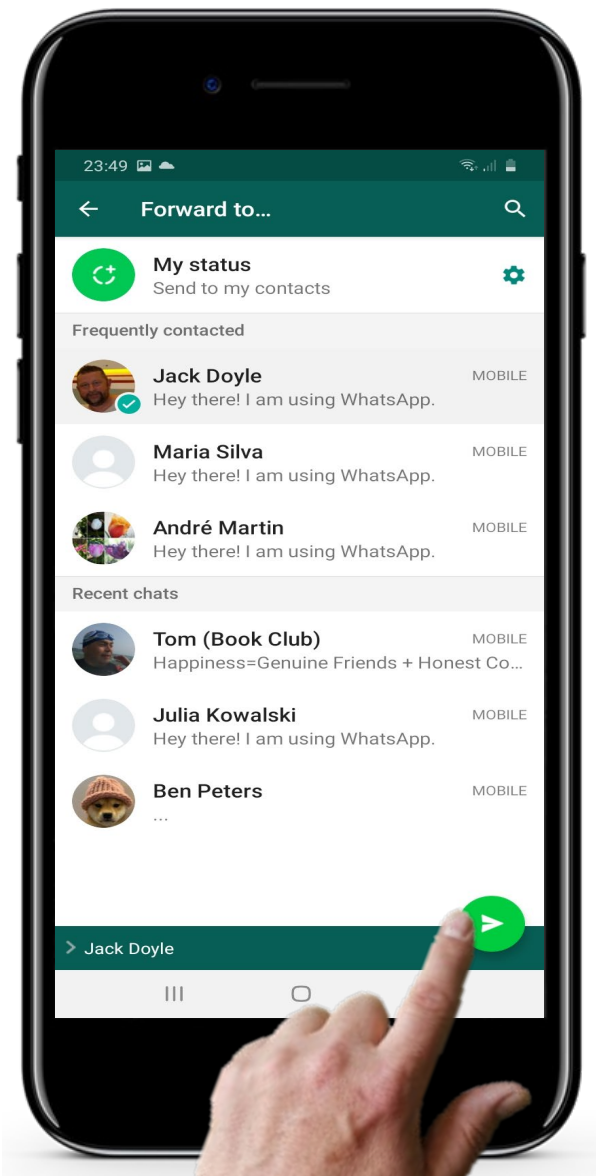 23:49
Forward to...
My status
Send to my contacts
Frequently contacted
Jack Doyle MOBILE
Hey there! I am using WhatsApp.
Maria Silva MOBILE
Hey there! I am using WhatsApp.
André Martin MOBILE
Hey there! I am using WhatsApp.
Recent chats
Tom (Book Club) MOBILE
Happiness=Genuine Friends + Honest Co...
Julia Kowalski MOBILE
Hey there! I am using WhatsApp.
Ben Peters MOBILE
...
> Jack Doyle